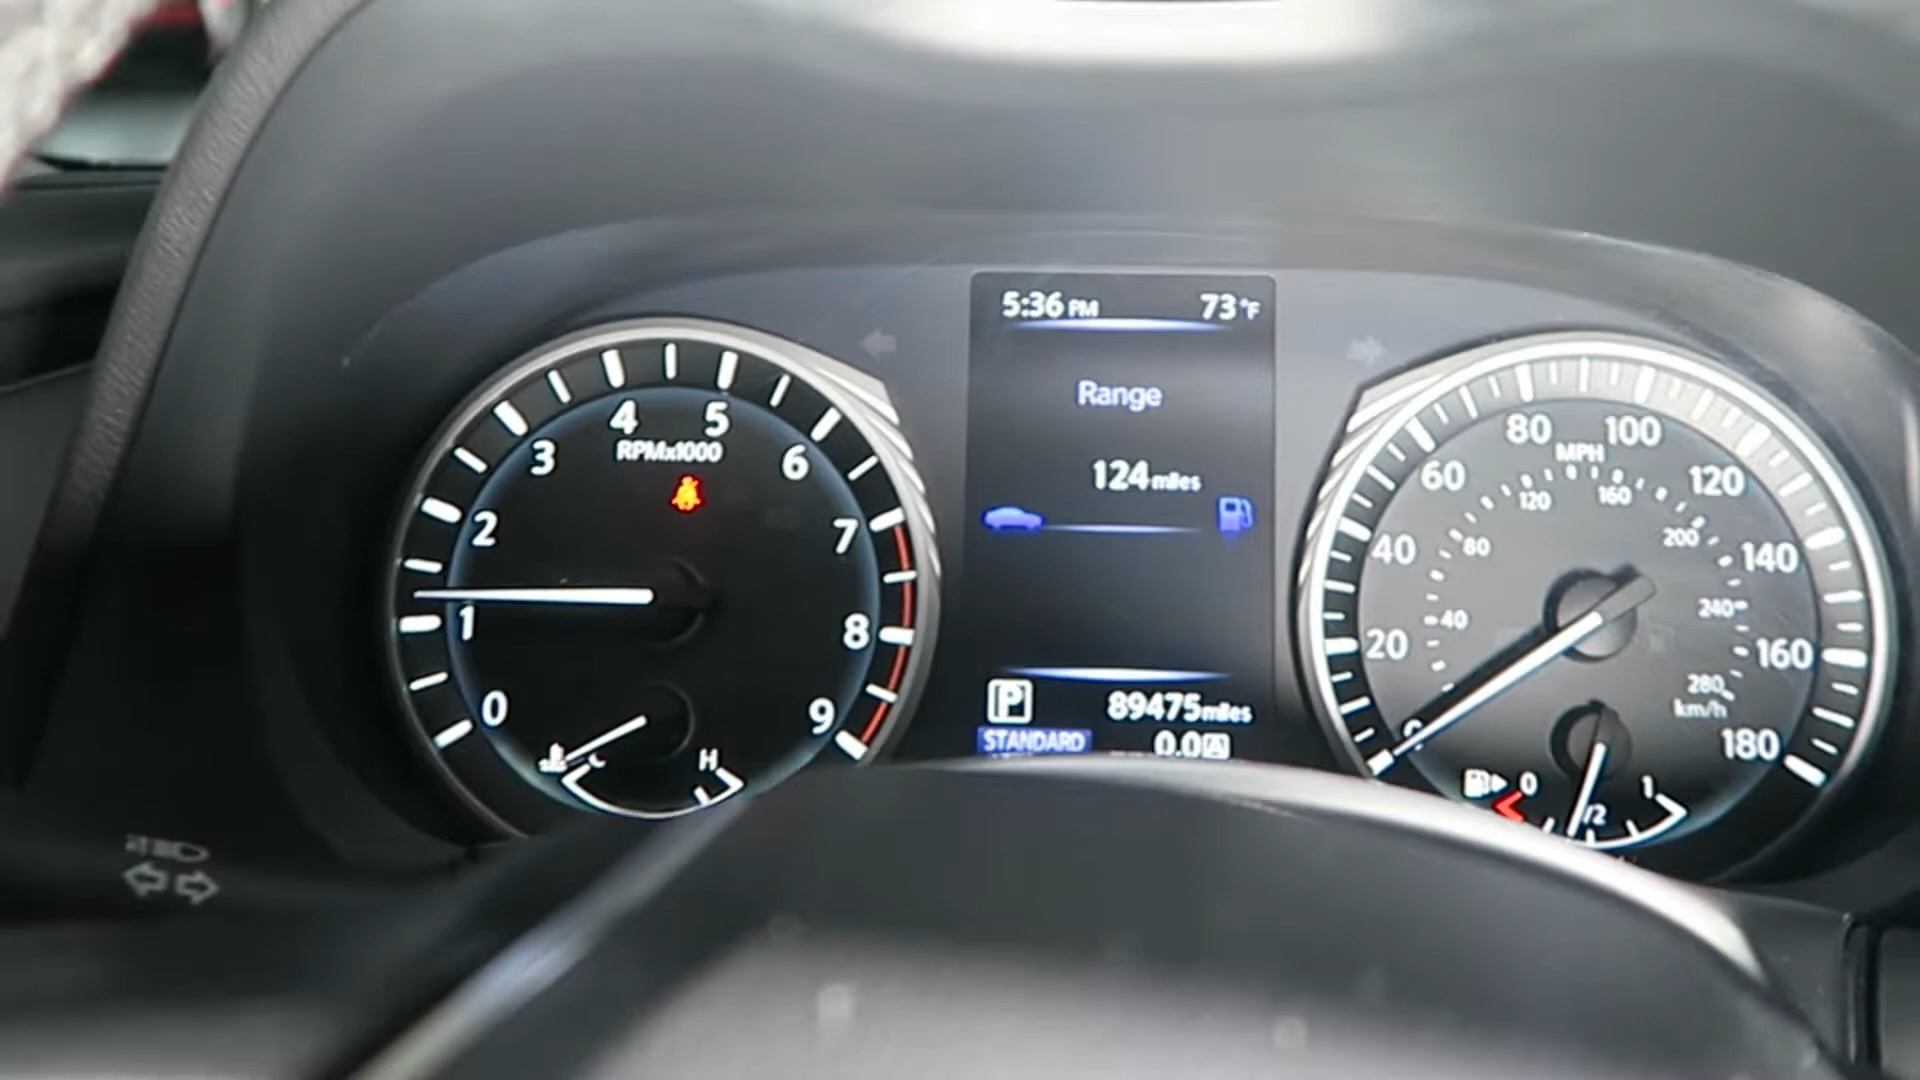 5:36 PM 73°F
Range
124 miles
P 89475 miles
STANDARD 0.0 A
0
1
2
3
4
5
6
7
8
9
RPMx1000
C H
20
40
60
80
100
120
140
160
180
MPH
40
80
120
160
200
240
280
km/h
0 1/2 1